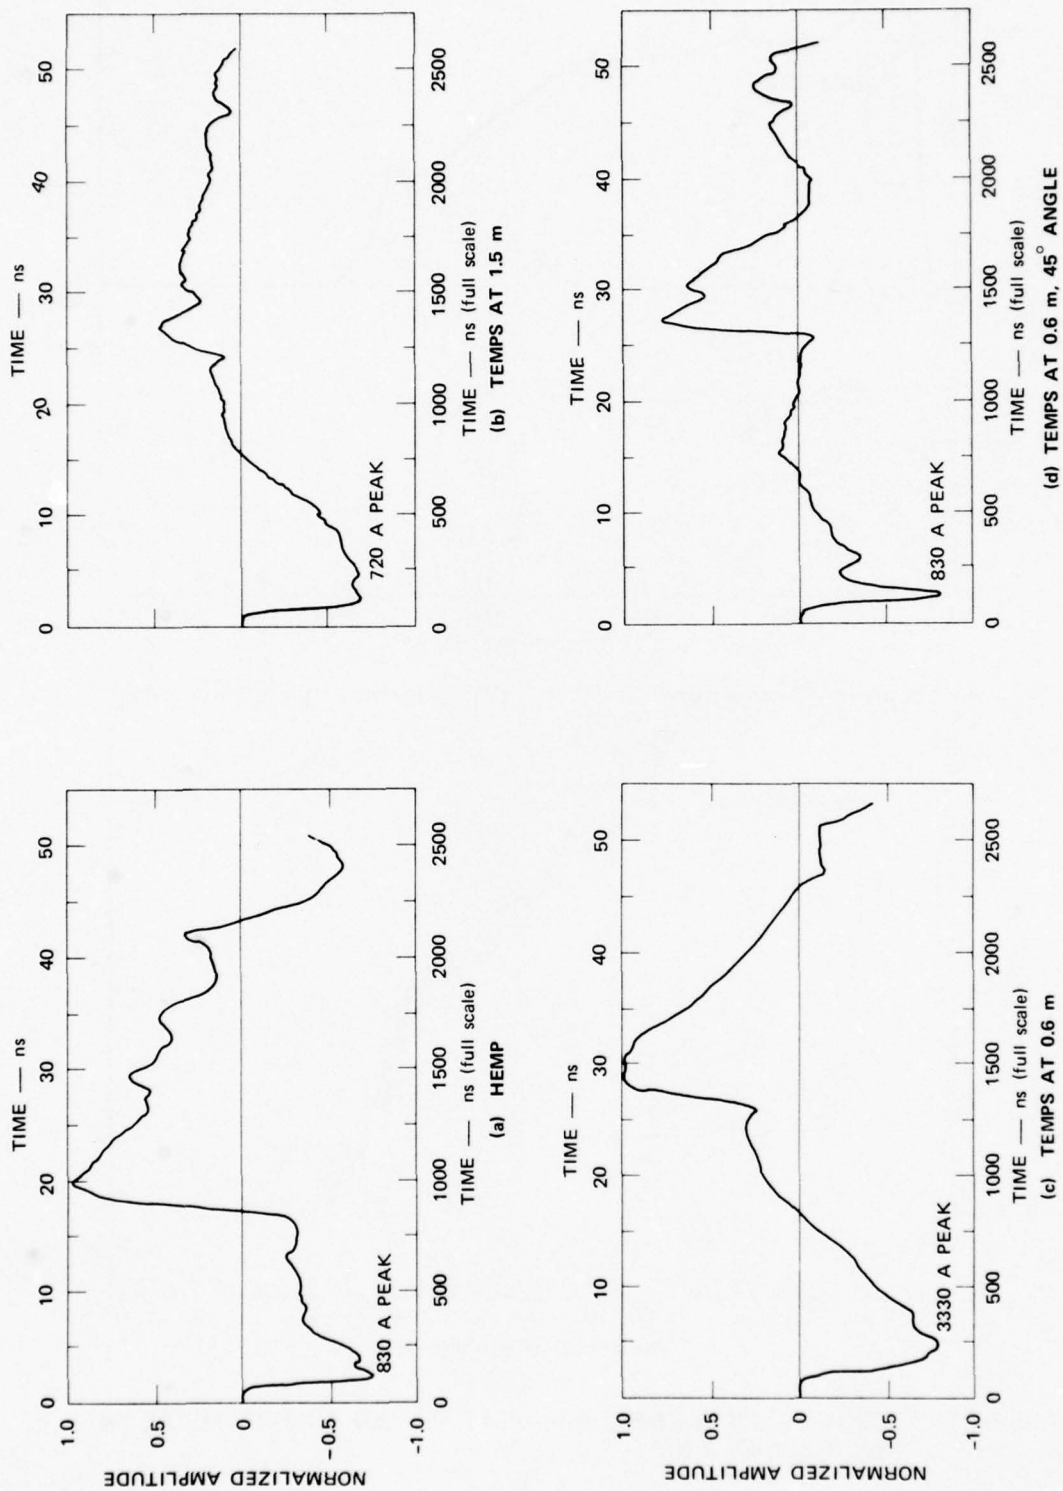 TIME — ns
0 10 20 30 40 50
1.0
0.5
0
-0.5
-1.0
NORMALIZED AMPLITUDE
830 A PEAK
0 500 1000 1500 2000 2500
TIME — ns (full scale)
(a) HEMP
TIME — ns
0 10 20 30 40 50
720 A PEAK
0 500 1000 1500 2000 2500
TIME — ns (full scale)
(b) TEMPS AT 1.5 m
TIME — ns
10 20 30 40 50
1.0
0.5
0
-0.5
-1.0
NORMALIZED AMPLITUDE
3330 A PEAK
0 500 1000 1500 2000 2500
TIME — ns (full scale)
(c) TEMPS AT 0.6 m
TIME — ns
0 10 20 30 40 50
830 A PEAK
0 500 1000 1500 2000 2500
TIME — ns (full scale)
(d) TEMPS AT 0.6 m, 45° ANGLE